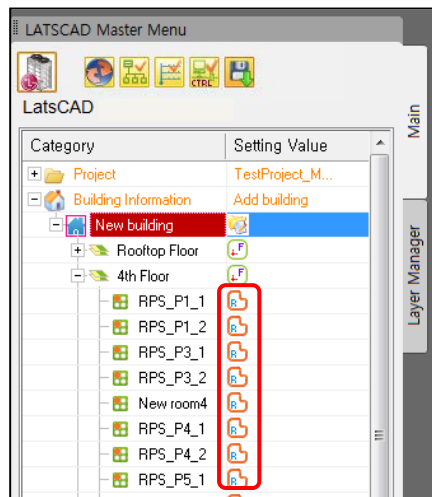 LATSCAD Master Menu
CTRL
LatsCAD
Main
Layer Manager
Category Setting Value
Project TestProject_M...
Building Information Add building
New building
Rooftop Floor F
4th Floor F
RPS_P1_1 R
RPS_P1_2 R
RPS_P3_1 R
RPS_P3_2 R
New room4 R
RPS_P4_1 R
RPS_P4_2 R
RPS_P5_1 R